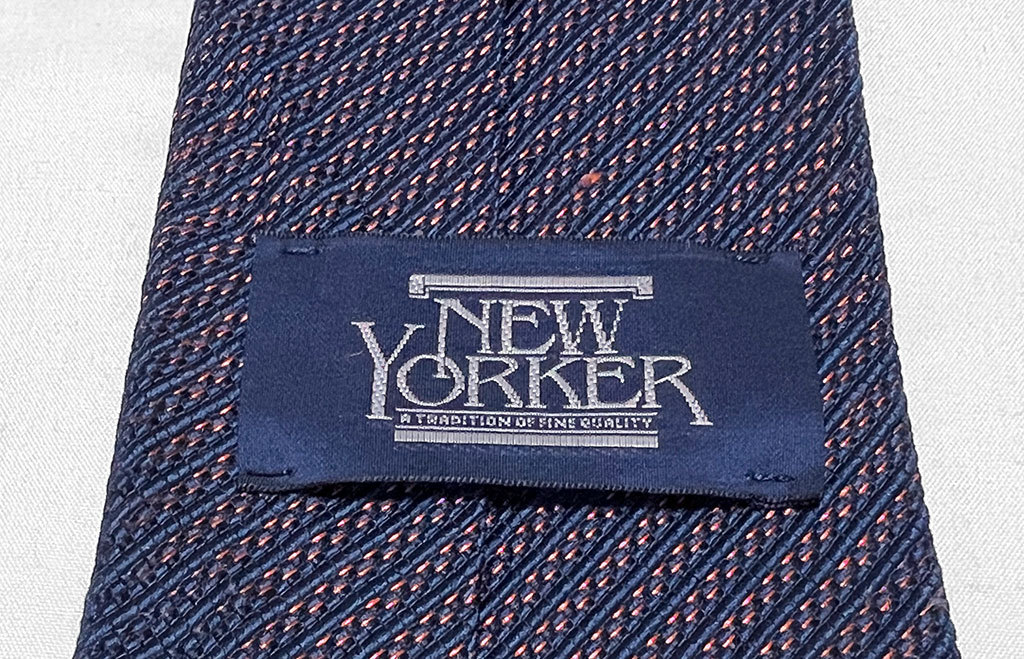 NEW
YORKER
A TRADITION OF FINE QUALITY